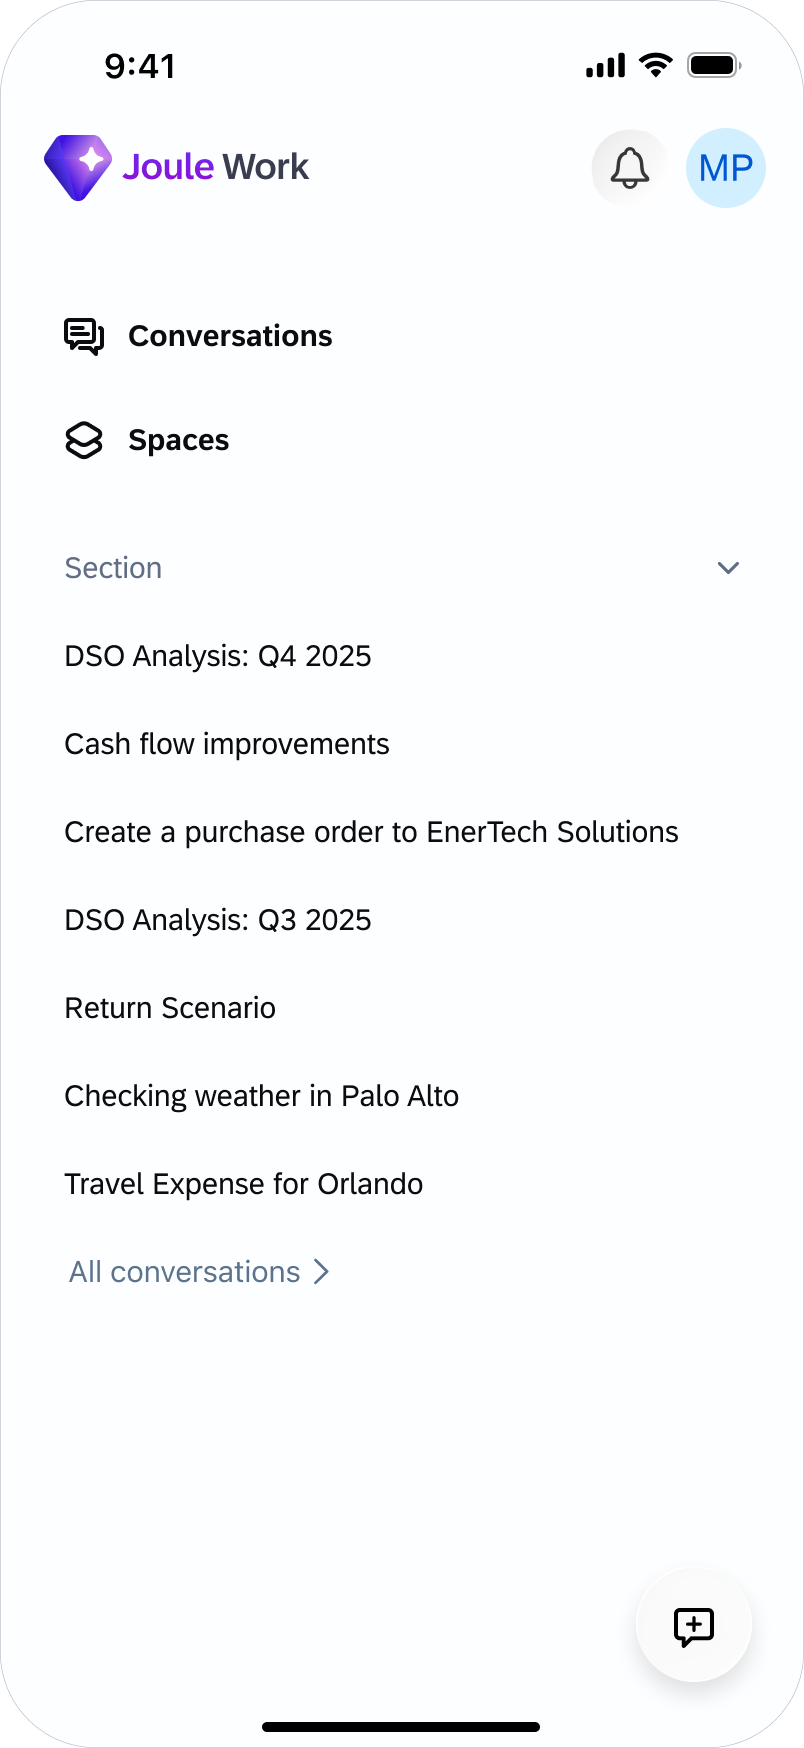 9:41
Joule Work
MP
Conversations
Spaces
Section
DSO Analysis: Q4 2025
Cash flow improvements
Create a purchase order to EnerTech Solutions
DSO Analysis: Q3 2025
Return Scenario
Checking weather in Palo Alto
Travel Expense for Orlando
All conversations